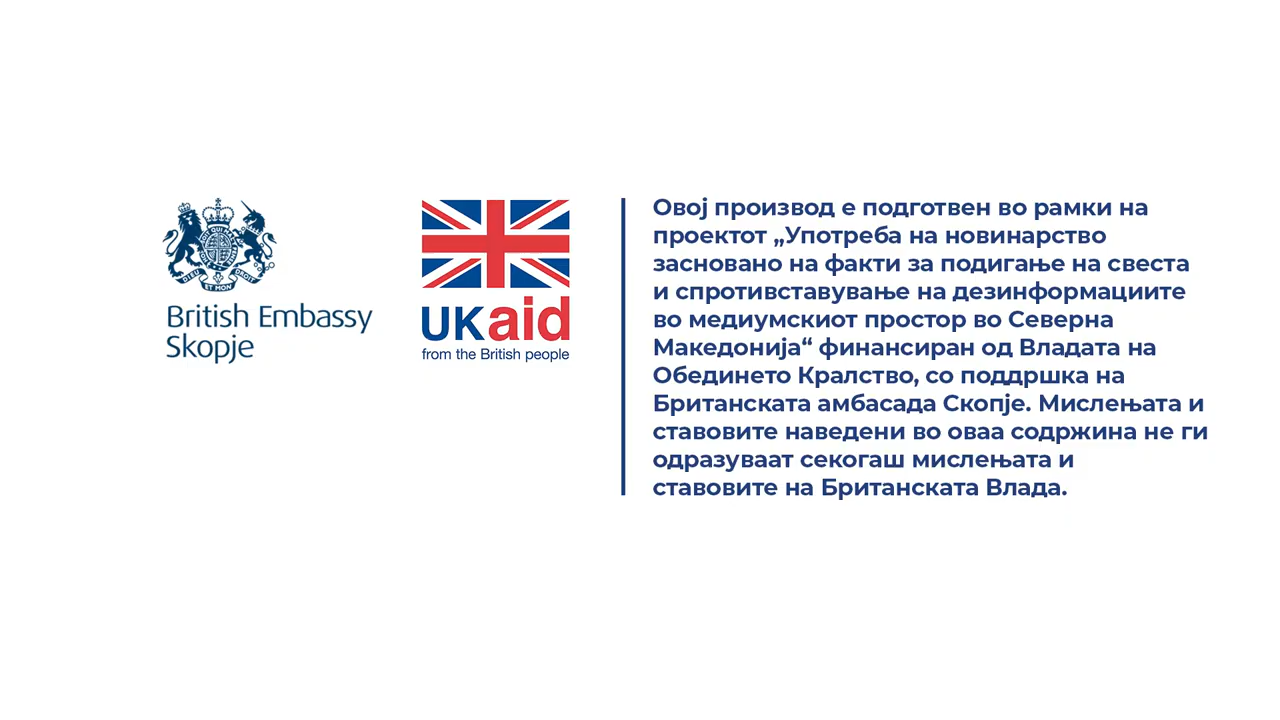 British Embassy
Skopje
UKaid
from the British people
Овој производ е подготвен во рамки на
проектот „Употреба на новинарство
засновано на факти за подигање на свеста
и спротивставување на дезинформациите
во медиумскиот простор во Северна
Македонија“ финансиран од Владата на
Обединето Кралство, со поддршка на
Британската амбасада Скопје. Мислењата и
ставовите наведени во оваа содржина не ги
одразуваат секогаш мислењата и
ставовите на Британската Влада.